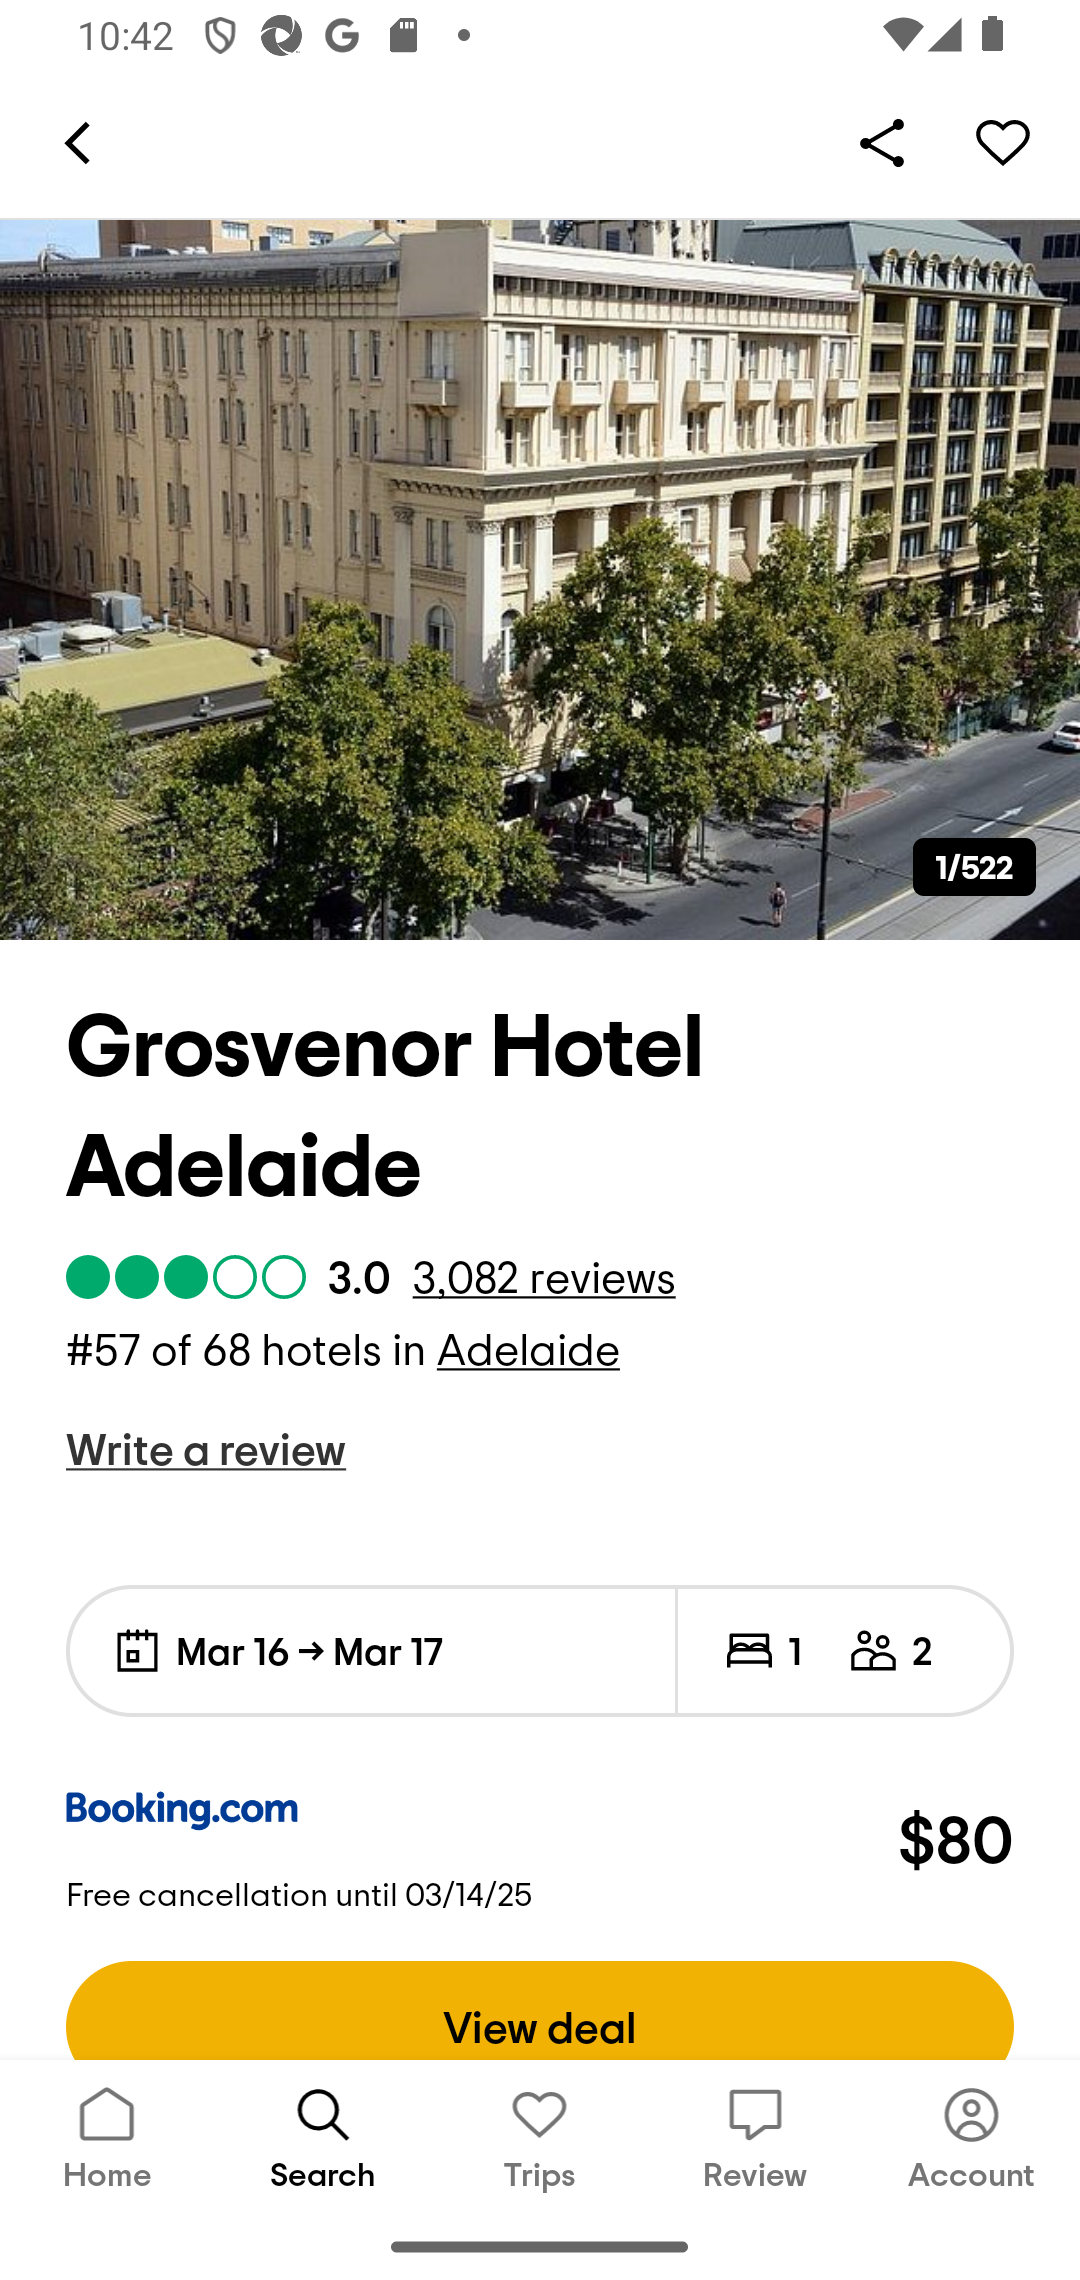 10:42
1/522
Grosvenor Hotel
Adelaide
3.0 3,082 reviews
#57 of 68 hotels in Adelaide
Write a review
Mar 16 → Mar 17 1 2
Booking.com
$80
Free cancellation until 03/14/25
View deal
Home Search Trips Review Account